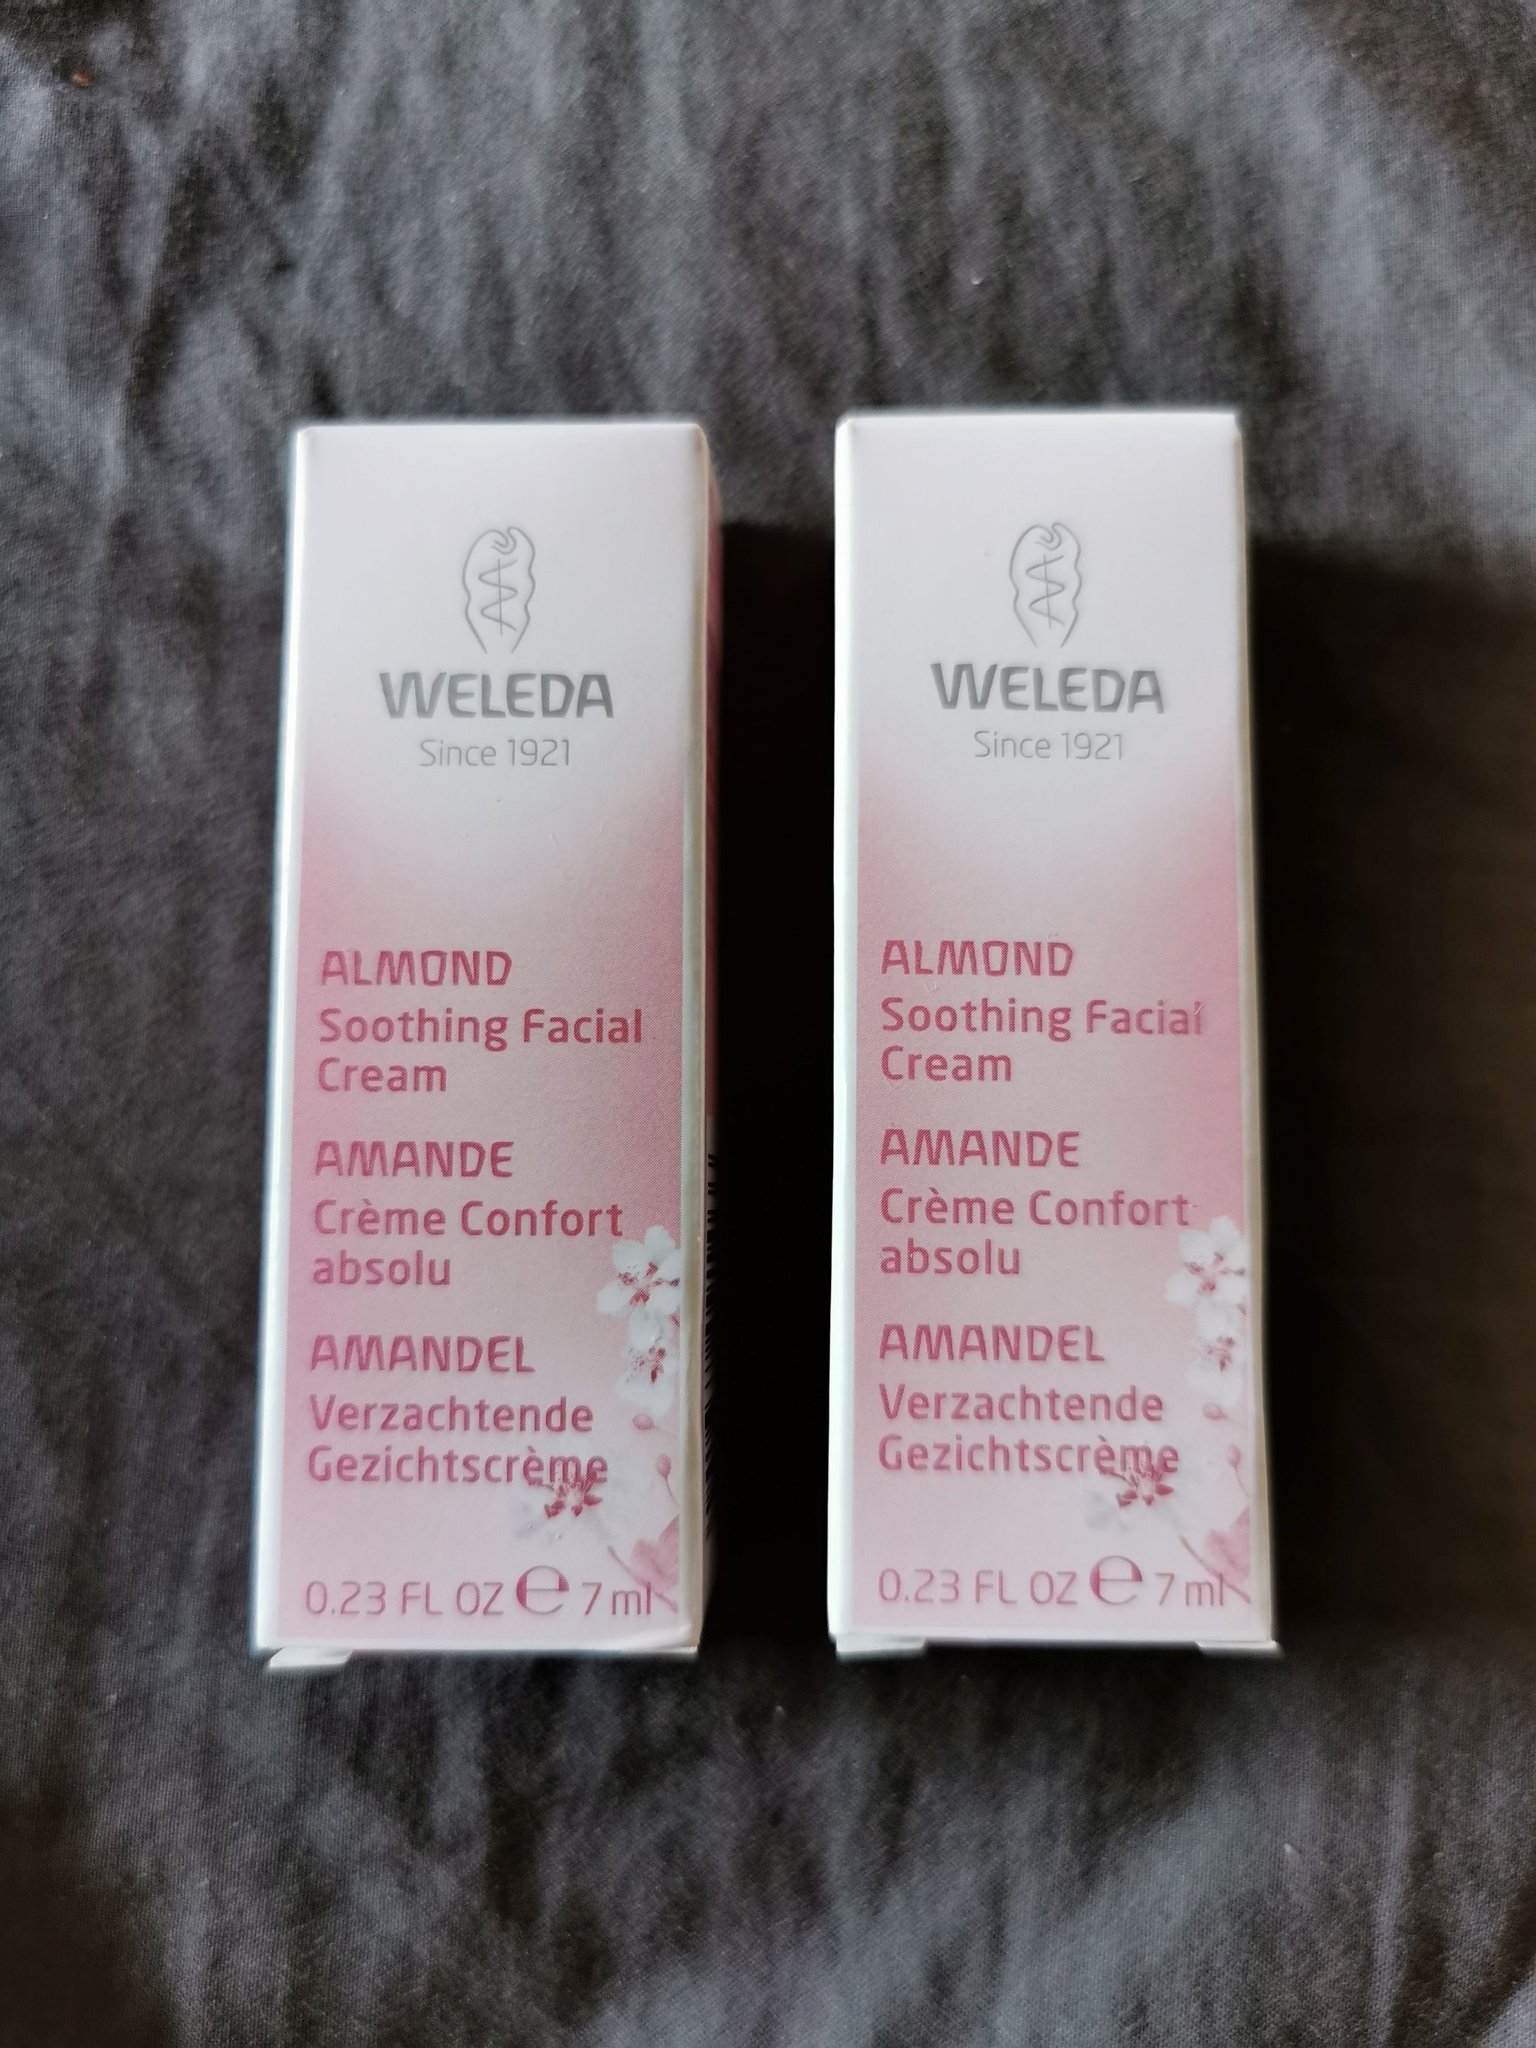 WELEDA
Since 1921
ALMOND
Soothing Facial
Cream
AMANDE
Crème Confort
absolu
AMANDEL
Verzachtende
Gezichtscrème
0.23 FL OZ e 7 ml
WELEDA
Since 1921
ALMOND
Soothing Facial
Cream
AMANDE
Crème Confort
absolu
AMANDEL
Verzachtende
Gezichtscrème
0.23 FL OZ e 7 ml